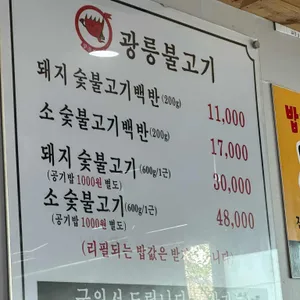 광릉불고기
돼지 숯불고기백반(200g) 11,000
소 숯불고기백반(200g) 17,000
돼지 숯불고기(600g/1근) 30,000
(공기밥 1000원 별도)
소 숯불고기(600g/1근) 48,000
(공기밥 1000원 별도)
(리필되는 밥값은 받 니다)
밥